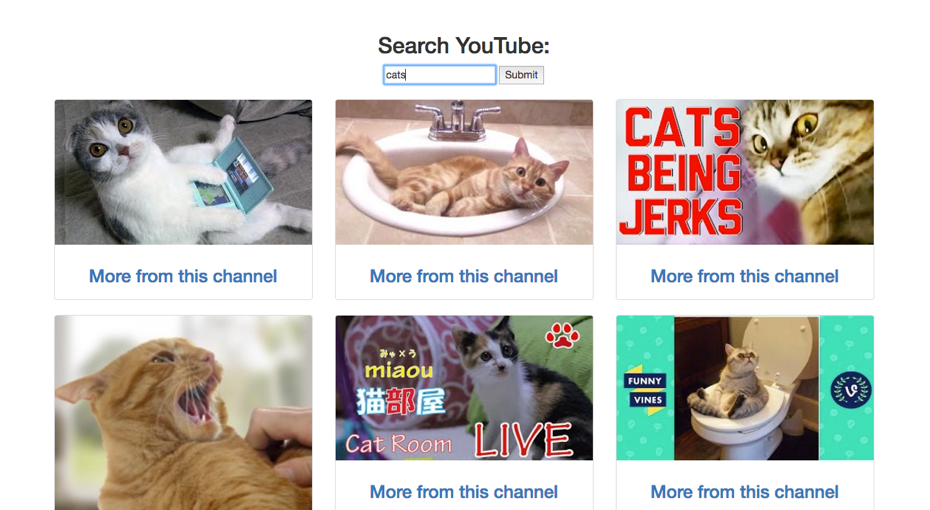 Search YouTube:
cats
Submit
CATS
BEING
JERKS
More from this channel
More from this channel
More from this channel
みゃ×う
miaou
猫部屋
Cat Room
LIVE
FUNNY
VINES
More from this channel
More from this channel